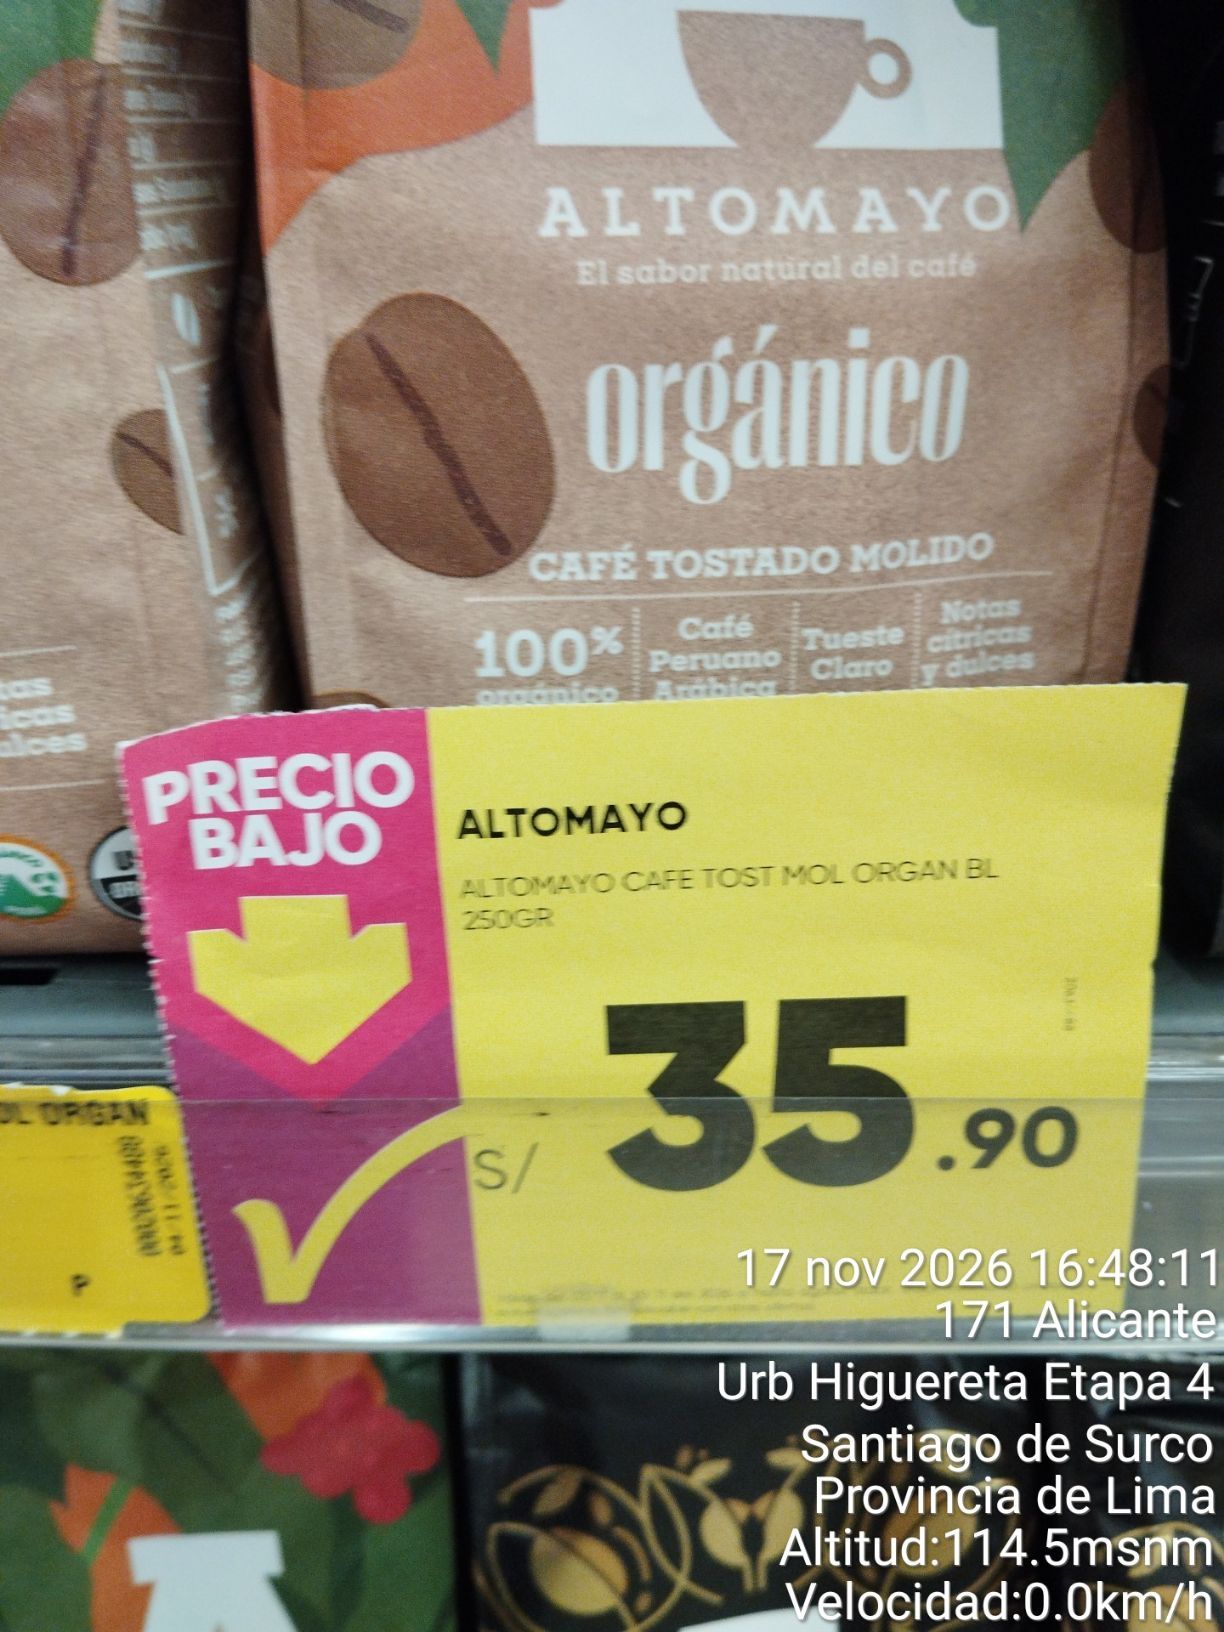 ALTOMAYO
El sabor natural del café
orgánico
CAFÉ TOSTADO MOLIDO
100%
orgánico
Café
Peruano
Arábica
Tueste
Claro
Notas
cítricas
y dulces
PRECIO
BAJO
ALTOMAYO
ALTOMAYO CAFE TOST MOL ORGAN BL
250GR
S/ 35.90
OL ORGAN
04/11/2026
P
17 nov 2026 16:48:11
171 Alicante
Urb Higuereta Etapa 4
Santiago de Surco
Provincia de Lima
Altitud:114.5msnm
Velocidad:0.0km/h